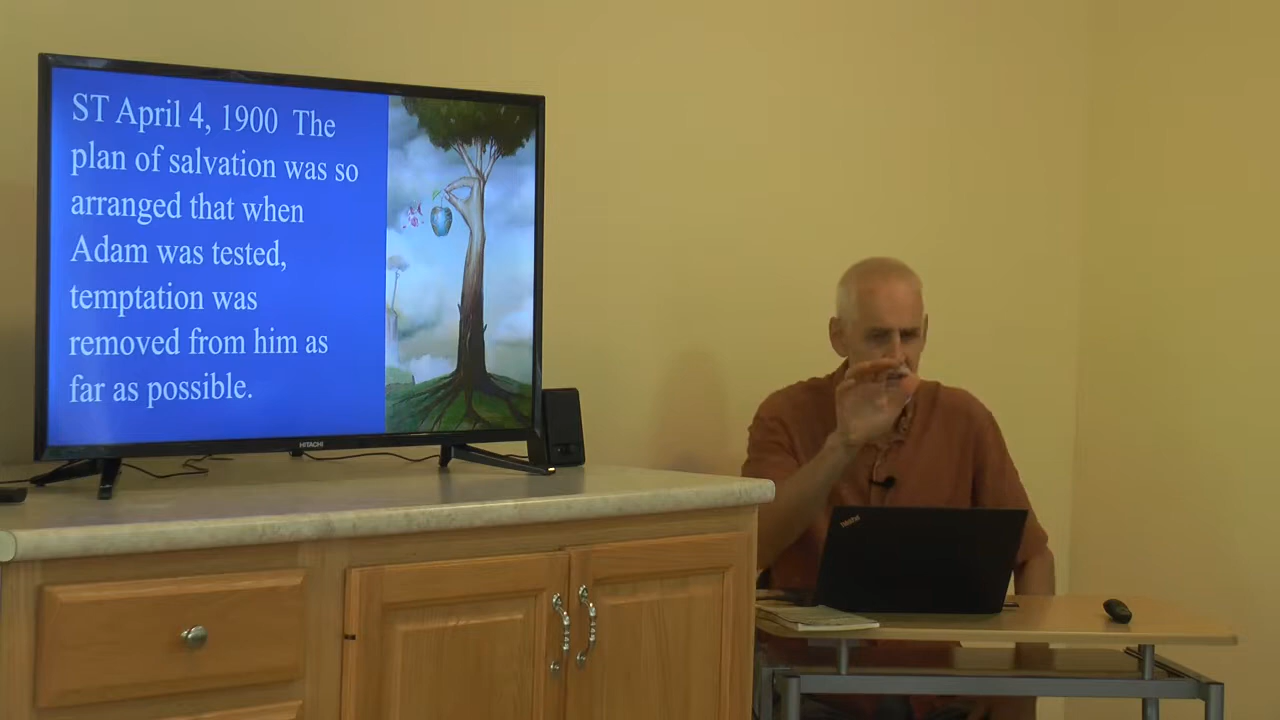 ST April 4, 1900 The
plan of salvation was so
arranged that when
Adam was tested,
temptation was
removed from him as
far as possible.
HITACHI
ThinkPad